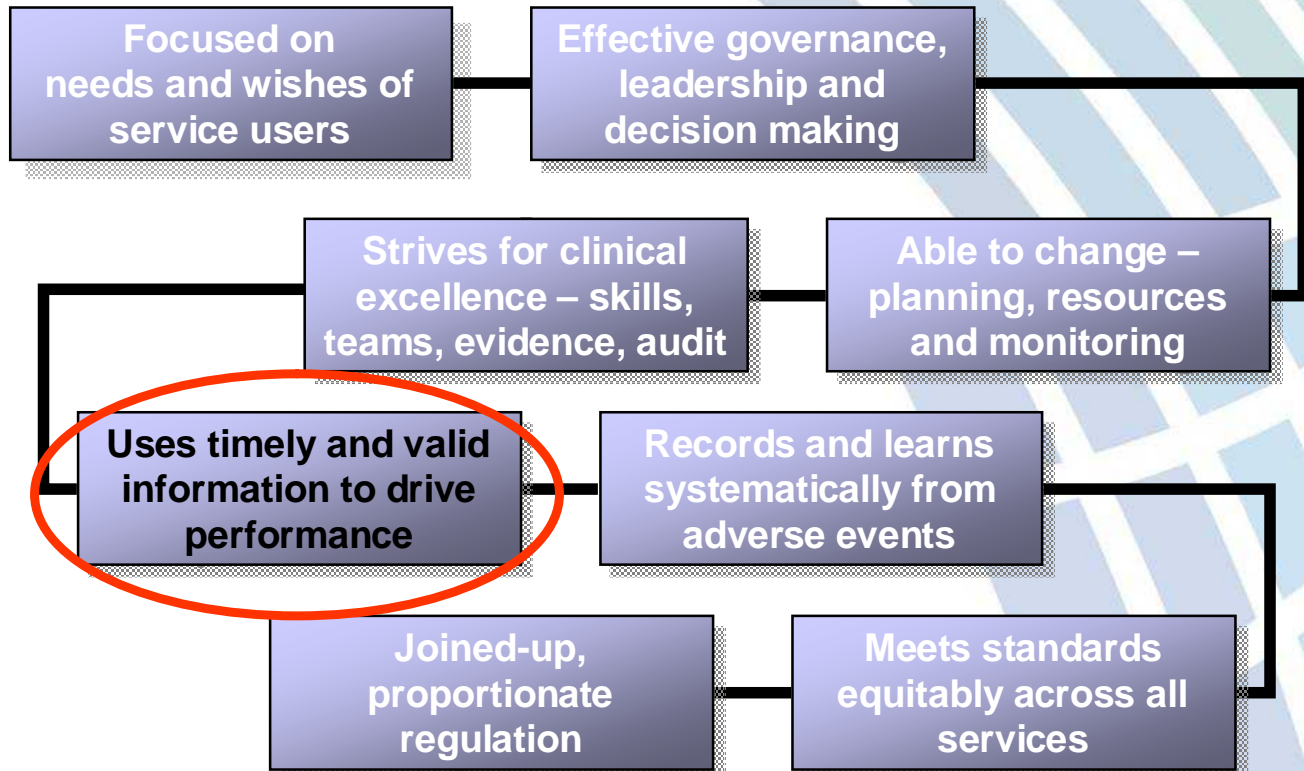 Focused on
needs and wishes of
service users
Effective governance,
leadership and
decision making
Strives for clinical
excellence – skills,
teams, evidence, audit
Able to change –
planning, resources
and monitoring
Uses timely and valid
information to drive
performance
Records and learns
systematically from
adverse events
Joined-up,
proportionate
regulation
Meets standards
equitably across all
services